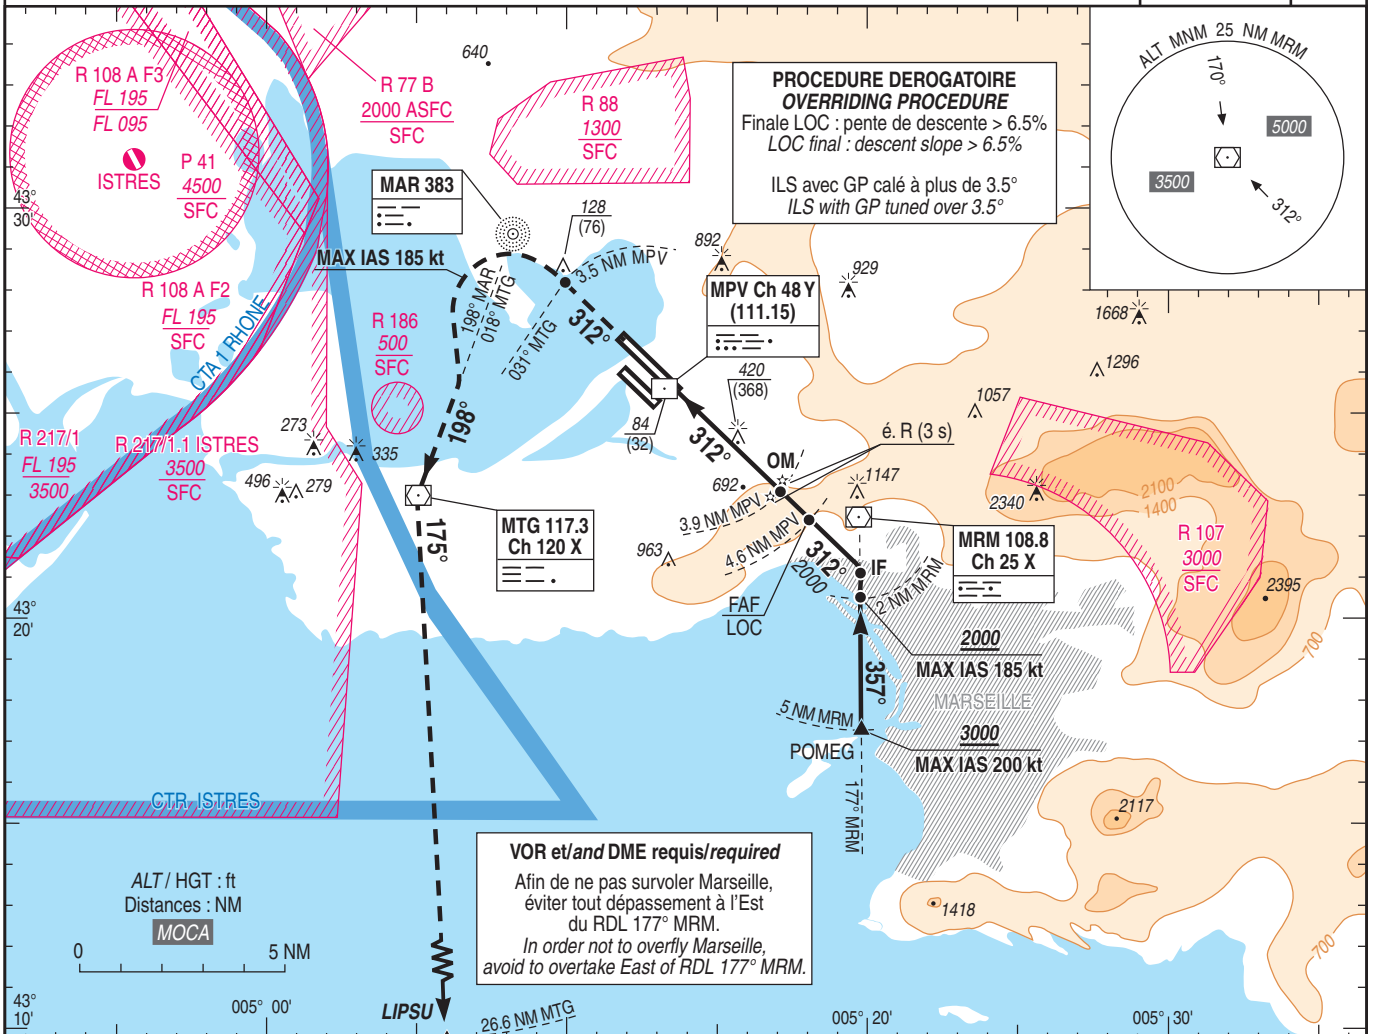 R 108 A F3
FL 195
FL 095
P 41
4500
SFC
ISTRES
R 108 A F2
FL 195
SFC
CTA 1 RHONE
R 217/1
FL 195
3500
R 217/1.1 ISTRES
3500
SFC
43°
30'
640
R 77 B
2000 ASFC
SFC
R 88
1300
SFC
PROCEDURE DEROGATOIRE
OVERRIDING PROCEDURE
Finale LOC : pente de descente > 6.5%
LOC final : descent slope > 6.5%
ILS avec GP calé à plus de 3.5°
ILS with GP tuned over 3.5°
ALT MNM 25 NM MRM
170°
5000
3500
312°
MAR 383
128
(76)
MAX IAS 185 kt
3.5 NM MPV
198° MAR
018° MTG
031° MTG
312°
198°
R 186
500
SFC
892
929
MPV Ch 48 Y
(111.15)
1668
1296
1057
420
(368)
84
(32)
312°
OM
é. R (3 s)
273
335
496
279
692
1147
963
3.9 NM MPV
4.6 NM MPV
312°
2000
IF
2 NM MRM
FAF
LOC
MTG 117.3
Ch 120 X
175°
MRM 108.8
Ch 25 X
2340
2100
1400
R 107
3000
SFC
2395
700
43°
20'
2000
MAX IAS 185 kt
MARSEILLE
357°
5 NM MRM
3000
MAX IAS 200 kt
POMEG
177° MRM
2117
1418
700
CTR ISTRES
VOR et/and DME requis/required
Afin de ne pas survoler Marseille,
éviter tout dépassement à l'Est
du RDL 177° MRM.
In order not to overfly Marseille,
avoid to overtake East of RDL 177° MRM.
ALT / HGT : ft
Distances : NM
MOCA
0 5 NM
LIPSU
26.6 NM MTG
43°
10'
005° 00'
005° 20'
005° 30'